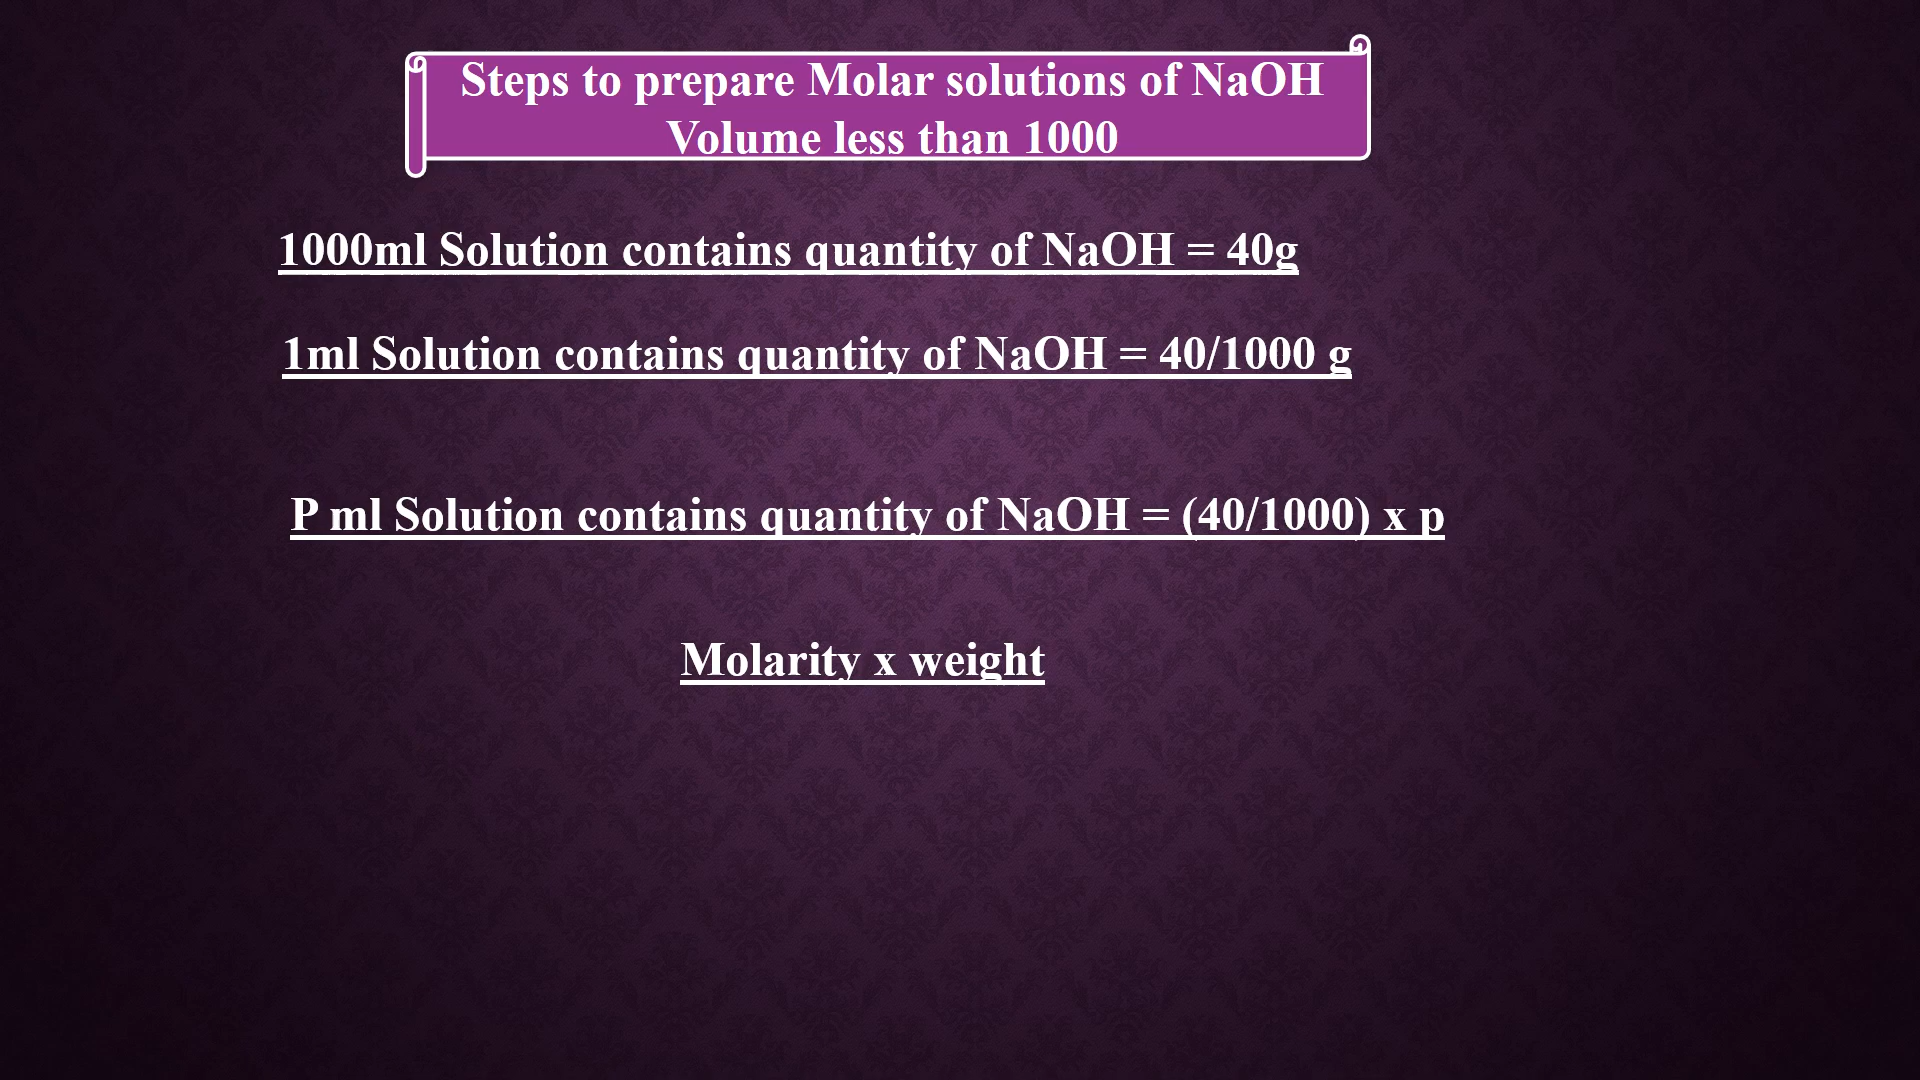 Steps to prepare Molar solutions of NaOH
Volume less than 1000
1000ml Solution contains quantity of NaOH = 40g
1ml Solution contains quantity of NaOH = 40/1000 g
P ml Solution contains quantity of NaOH = (40/1000) x p
Molarity x weight